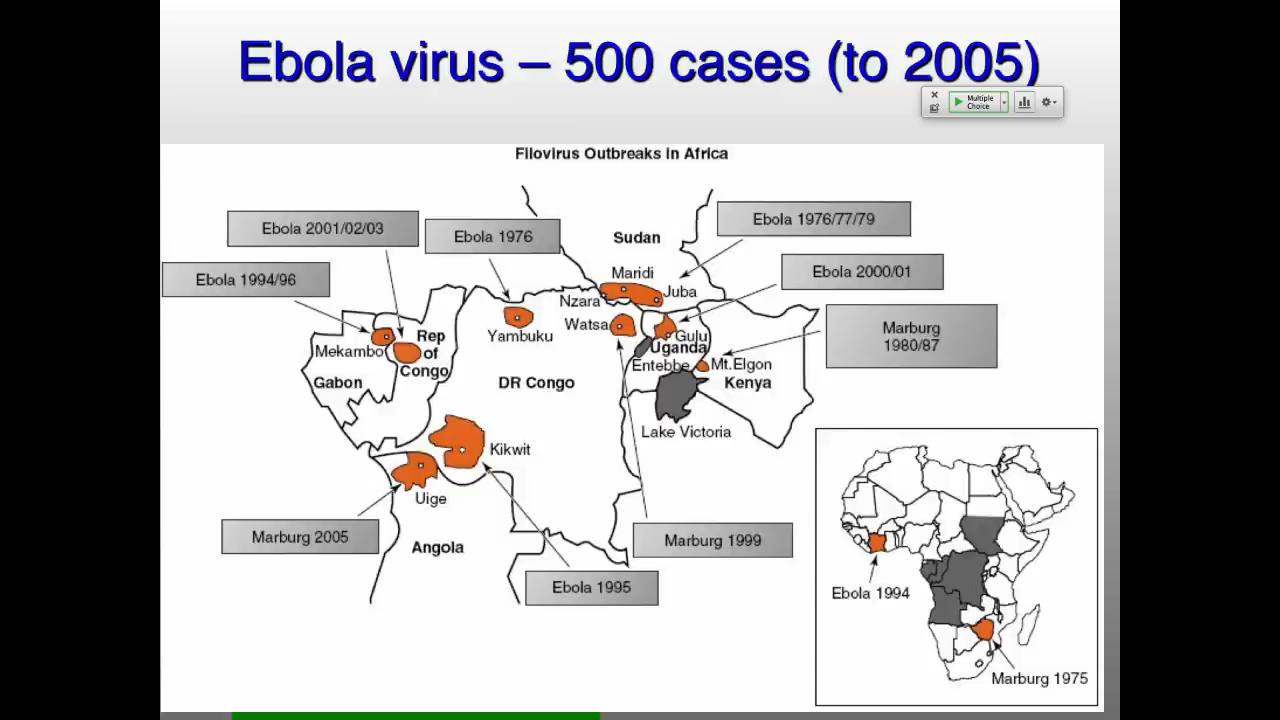 Ebola virus – 500 cases (to 2005)
Multiple
Choice
Filovirus Outbreaks in Africa
Ebola 2001/02/03
Ebola 1976
Ebola 1976/77/79
Sudan
Ebola 1994/96
Ebola 2000/01
Maridi
Juba
Nzara
Marburg
1980/87
Watsa
Yambuku
Gulu
Rep
of
Congo
Mekambo
Uganda
Entebbe
Mt.Elgon
Gabon
DR Congo
Kenya
Lake Victoria
Kikwit
Uige
Marburg 2005
Angola
Marburg 1999
Ebola 1995
Ebola 1994
Marburg 1975